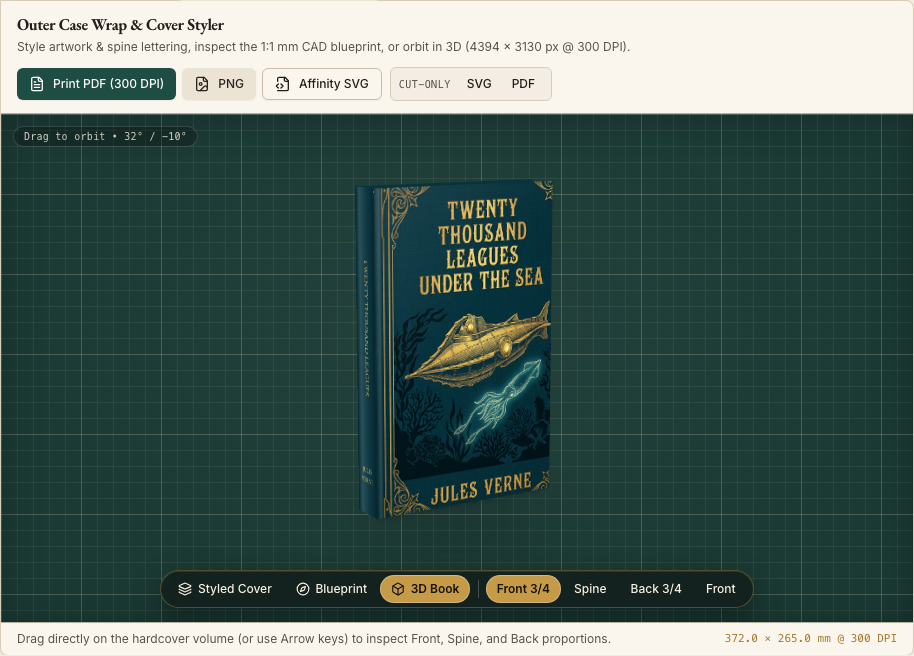 Outer Case Wrap & Cover Styler
Style artwork & spine lettering, inspect the 1:1 mm CAD blueprint, or orbit in 3D (4394 × 3130 px @ 300 DPI).
Print PDF (300 DPI)
PNG
Affinity SVG
CUT-ONLY
SVG
PDF
Drag to orbit • 32° / −10°
TWENTY
THOUSAND
LEAGUES
UNDER THE SEA
JULES VERNE
TWENTY THOUSAND LEAGUES
Styled Cover
Blueprint
3D Book
Front 3/4
Spine
Back 3/4
Front
Drag directly on the hardcover volume (or use Arrow keys) to inspect Front, Spine, and Back proportions.
372.0 × 265.0 mm @ 300 DPI